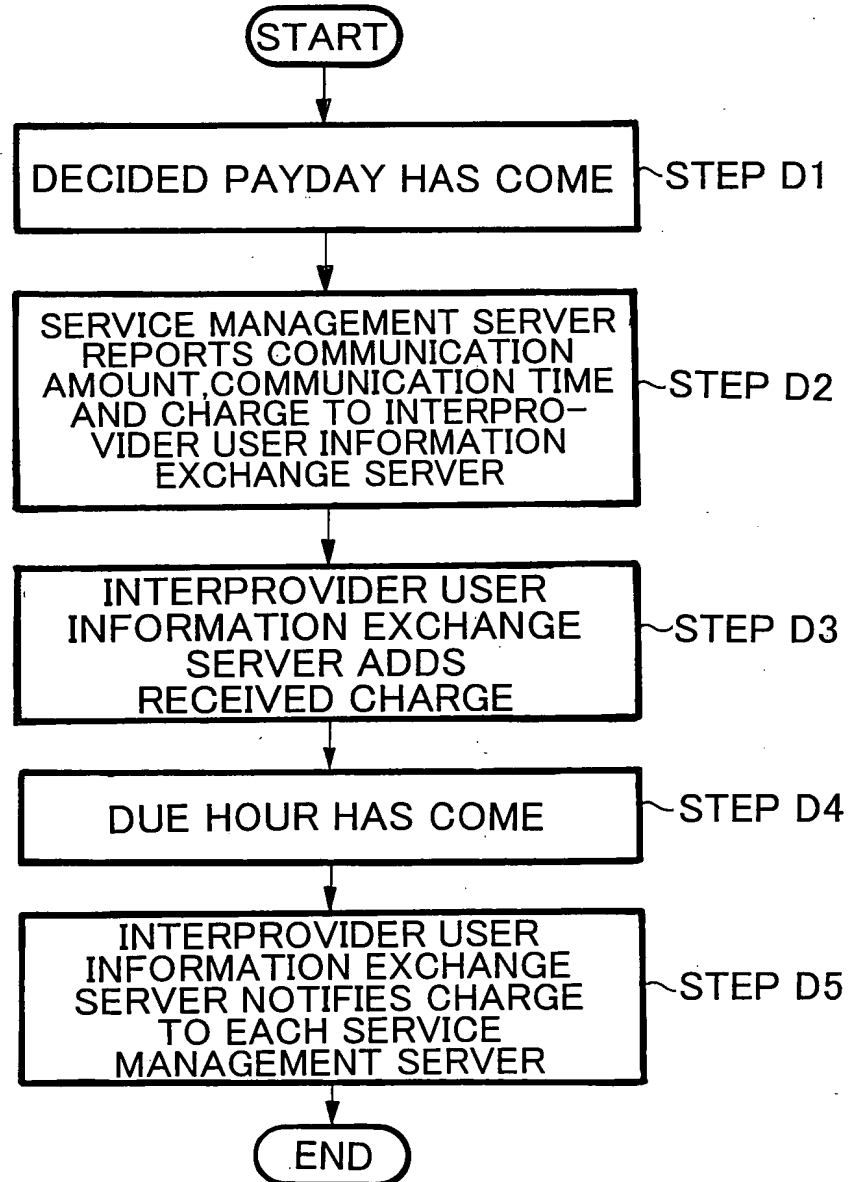 START
DECIDED PAYDAY HAS COME
STEP D1
SERVICE MANAGEMENT SERVER
REPORTS COMMUNICATION
AMOUNT,COMMUNICATION TIME
AND CHARGE TO INTERPRO-
VIDER USER INFORMATION
EXCHANGE SERVER
STEP D2
INTERPROVIDER USER
INFORMATION EXCHANGE
SERVER ADDS
RECEIVED CHARGE
STEP D3
DUE HOUR HAS COME
STEP D4
INTERPROVIDER USER
INFORMATION EXCHANGE
SERVER NOTIFIES CHARGE
TO EACH SERVICE
MANAGEMENT SERVER
STEP D5
END